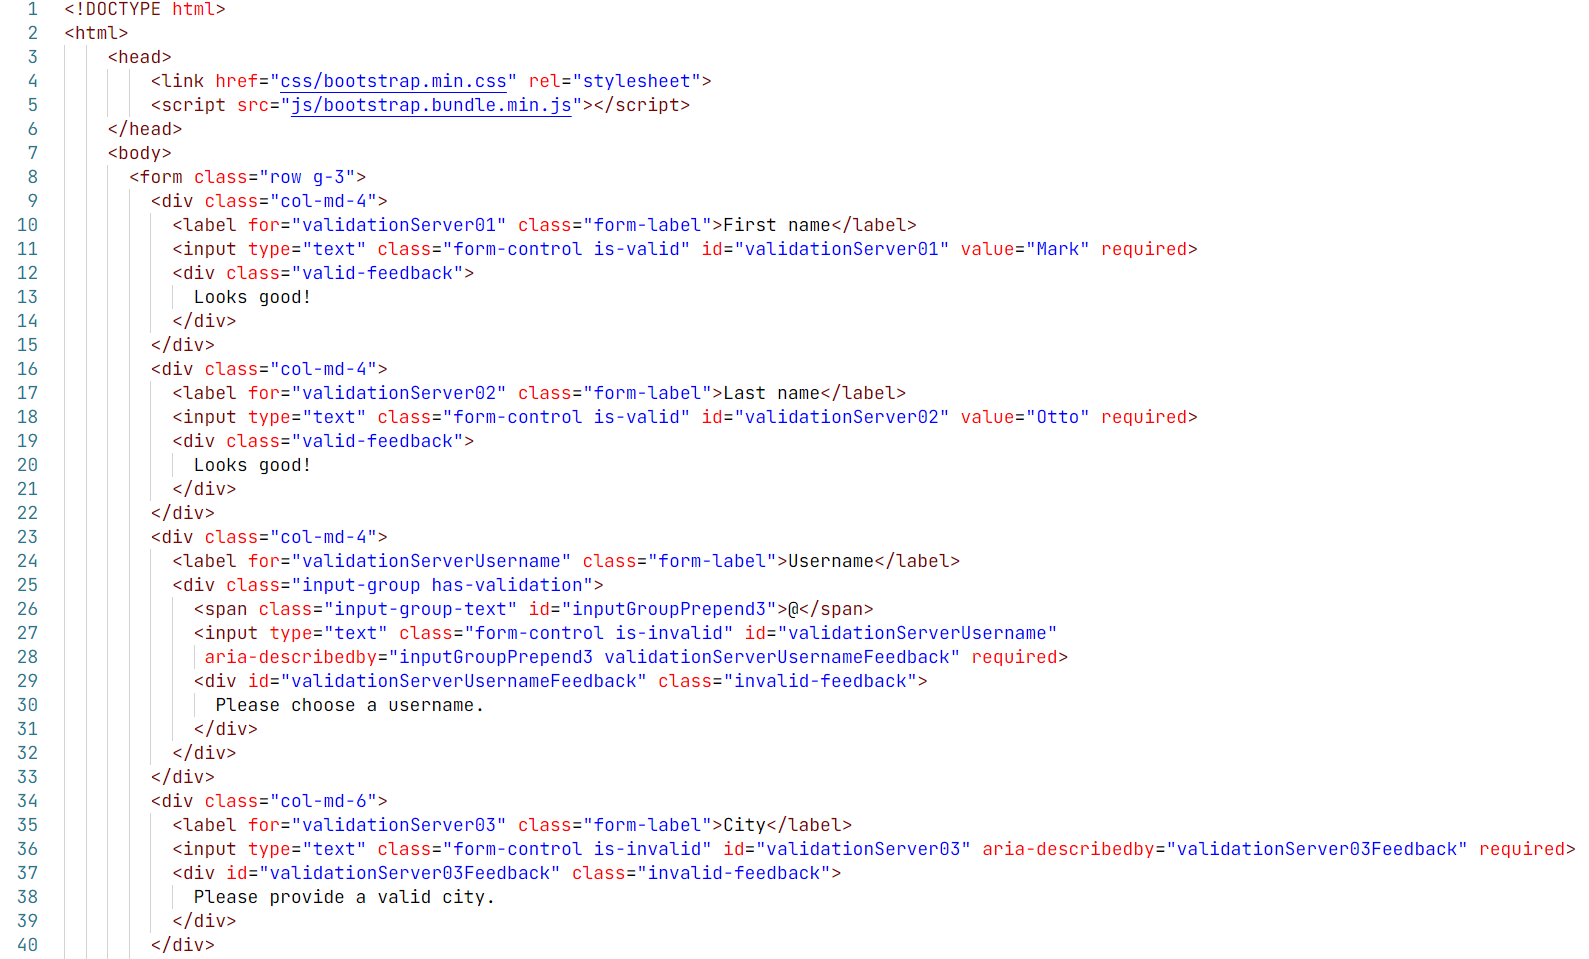 1 <!DOCTYPE html>
2 <html>
3 <head>
4 <link href="css/bootstrap.min.css" rel="stylesheet">
5 <script src="js/bootstrap.bundle.min.js"></script>
6 </head>
7 <body>
8 <form class="row g-3">
9 <div class="col-md-4">
10 <label for="validationServer01" class="form-label">First name</label>
11 <input type="text" class="form-control is-valid" id="validationServer01" value="Mark" required>
12 <div class="valid-feedback">
13 Looks good!
14 </div>
15 </div>
16 <div class="col-md-4">
17 <label for="validationServer02" class="form-label">Last name</label>
18 <input type="text" class="form-control is-valid" id="validationServer02" value="Otto" required>
19 <div class="valid-feedback">
20 Looks good!
21 </div>
22 </div>
23 <div class="col-md-4">
24 <label for="validationServerUsername" class="form-label">Username</label>
25 <div class="input-group has-validation">
26 <span class="input-group-text" id="inputGroupPrepend3">@</span>
27 <input type="text" class="form-control is-invalid" id="validationServerUsername"
28 aria-describedby="inputGroupPrepend3 validationServerUsernameFeedback" required>
29 <div id="validationServerUsernameFeedback" class="invalid-feedback">
30 Please choose a username.
31 </div>
32 </div>
33 </div>
34 <div class="col-md-6">
35 <label for="validationServer03" class="form-label">City</label>
36 <input type="text" class="form-control is-invalid" id="validationServer03" aria-describedby="validationServer03Feedback" required>
37 <div id="validationServer03Feedback" class="invalid-feedback">
38 Please provide a valid city.
39 </div>
40 </div>